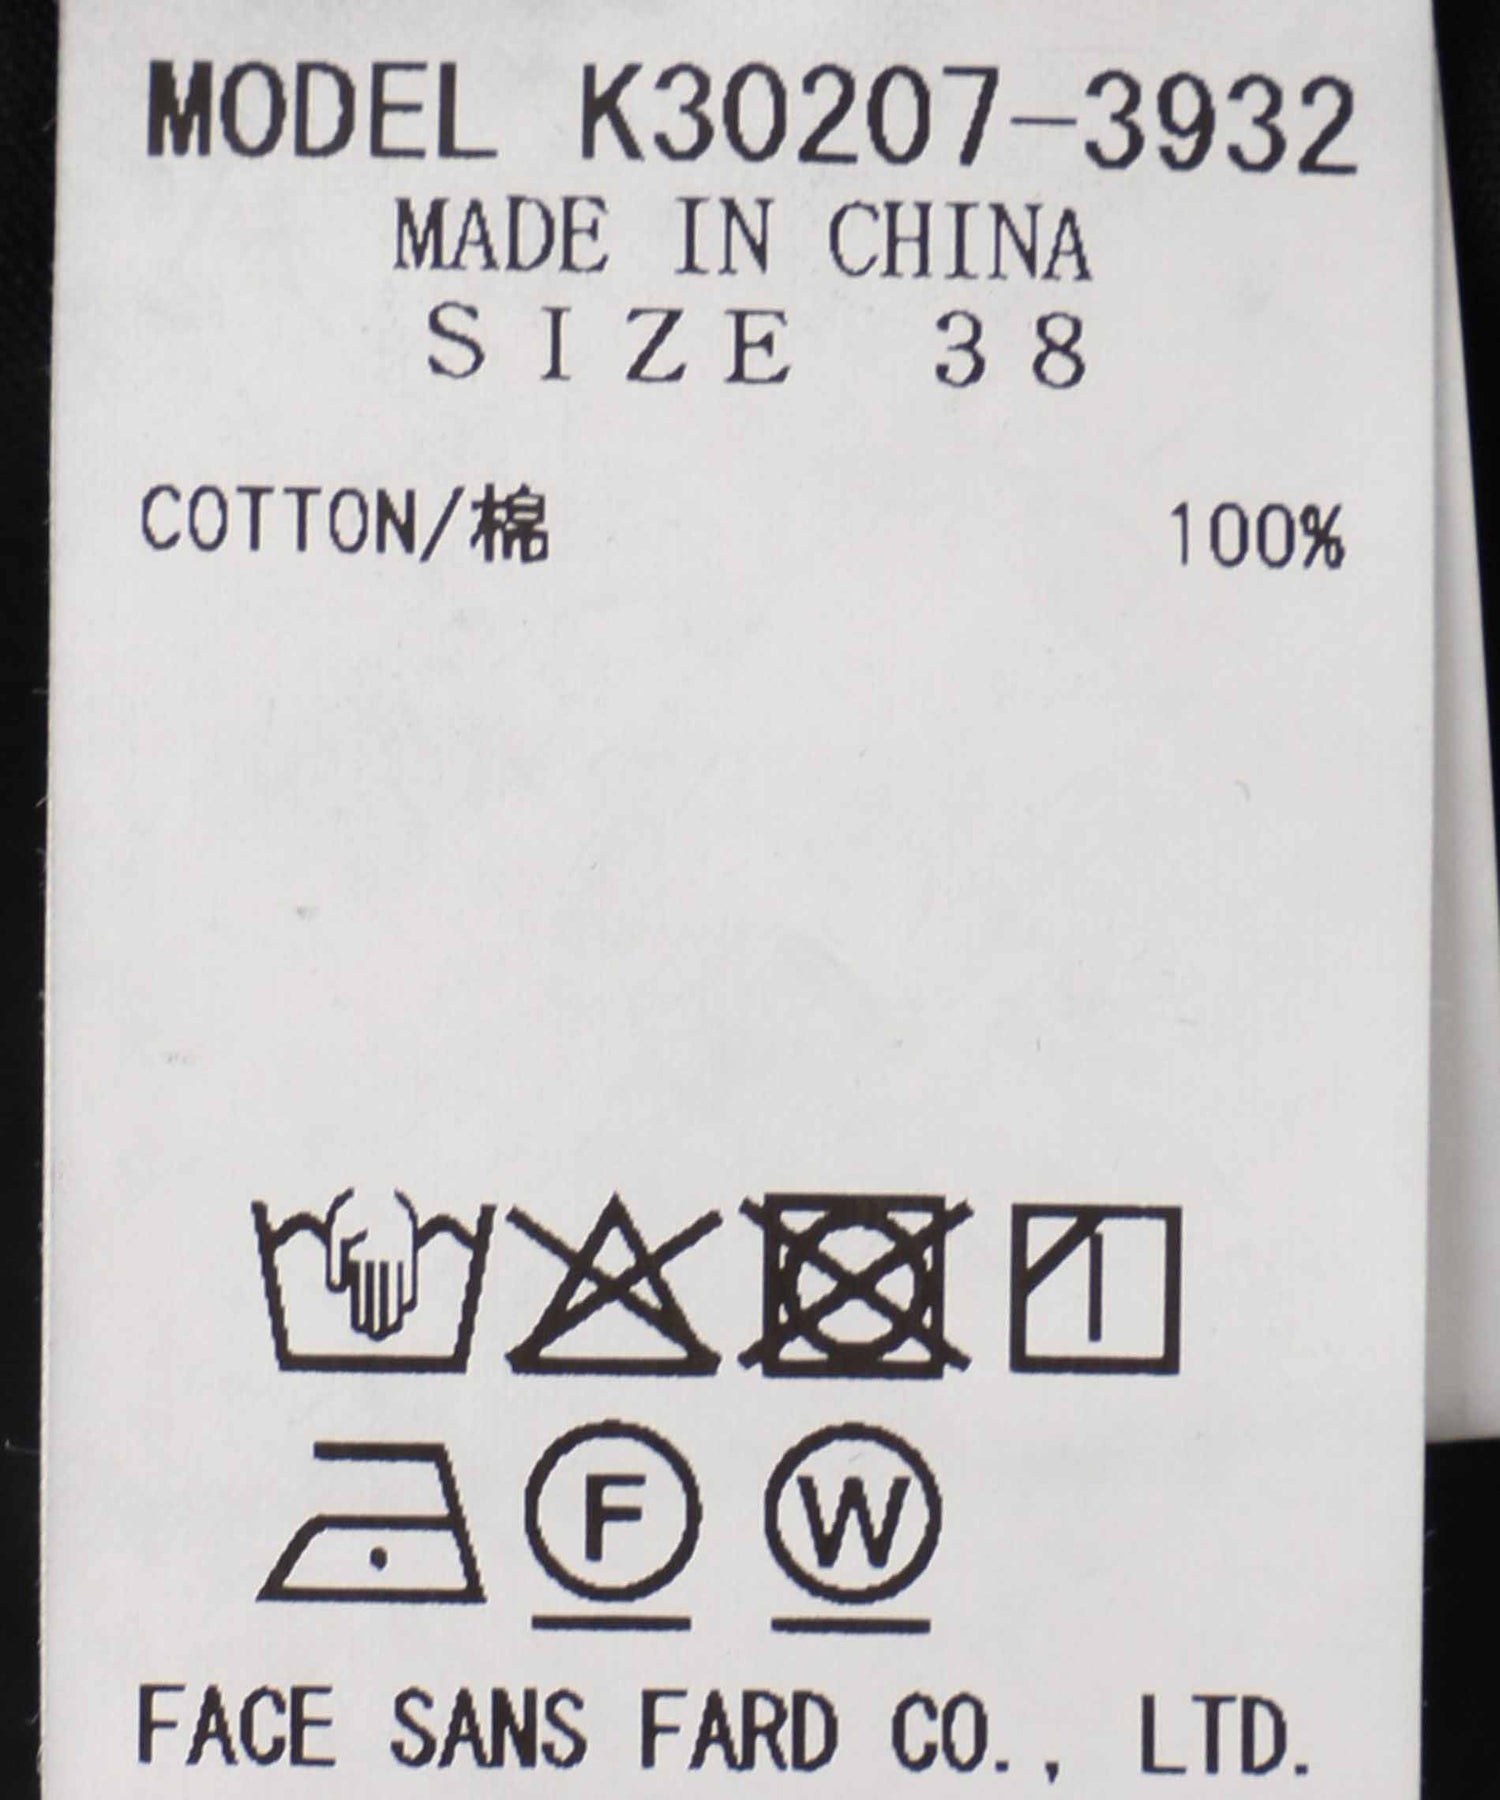 MODEL K30207-3932
MADE IN CHINA
SIZE 38
COTTON/棉 100%
F W
FACE SANS FARD CO., LTD.